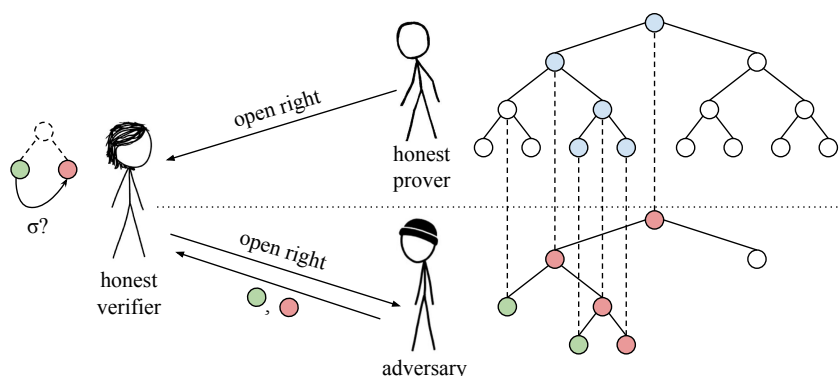 open right
honest
prover
σ?
open right
honest
verifier
,
adversary